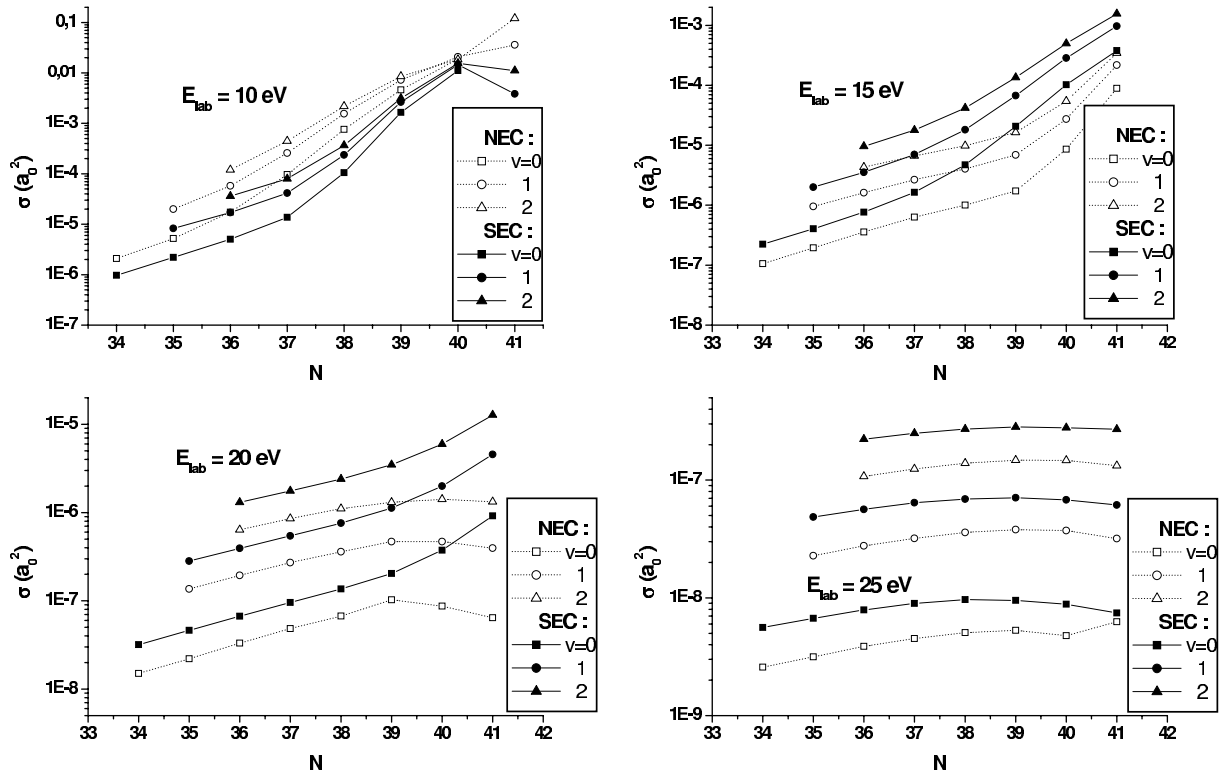 0,1
0,01
1E-3
1E-4
1E-5
1E-6
1E-7
σ (a₀²)
E_lab = 10 eV
NEC :
v=0
1
2
SEC :
v=0
1
2
34 35 36 37 38 39 40 41
N
1E-3
1E-4
1E-5
1E-6
1E-7
1E-8
σ (a₀²)
E_lab = 15 eV
NEC :
v=0
1
2
SEC :
v=0
1
2
33 34 35 36 37 38 39 40 41 42
N
1E-5
1E-6
1E-7
1E-8
σ (a₀²)
E_lab = 20 eV
NEC :
v=0
1
2
SEC :
v=0
1
2
33 34 35 36 37 38 39 40 41 42
N
1E-7
1E-8
1E-9
σ (a₀²)
E_lab = 25 eV
NEC :
v=0
1
2
SEC :
v=0
1
2
33 34 35 36 37 38 39 40 41 42
N